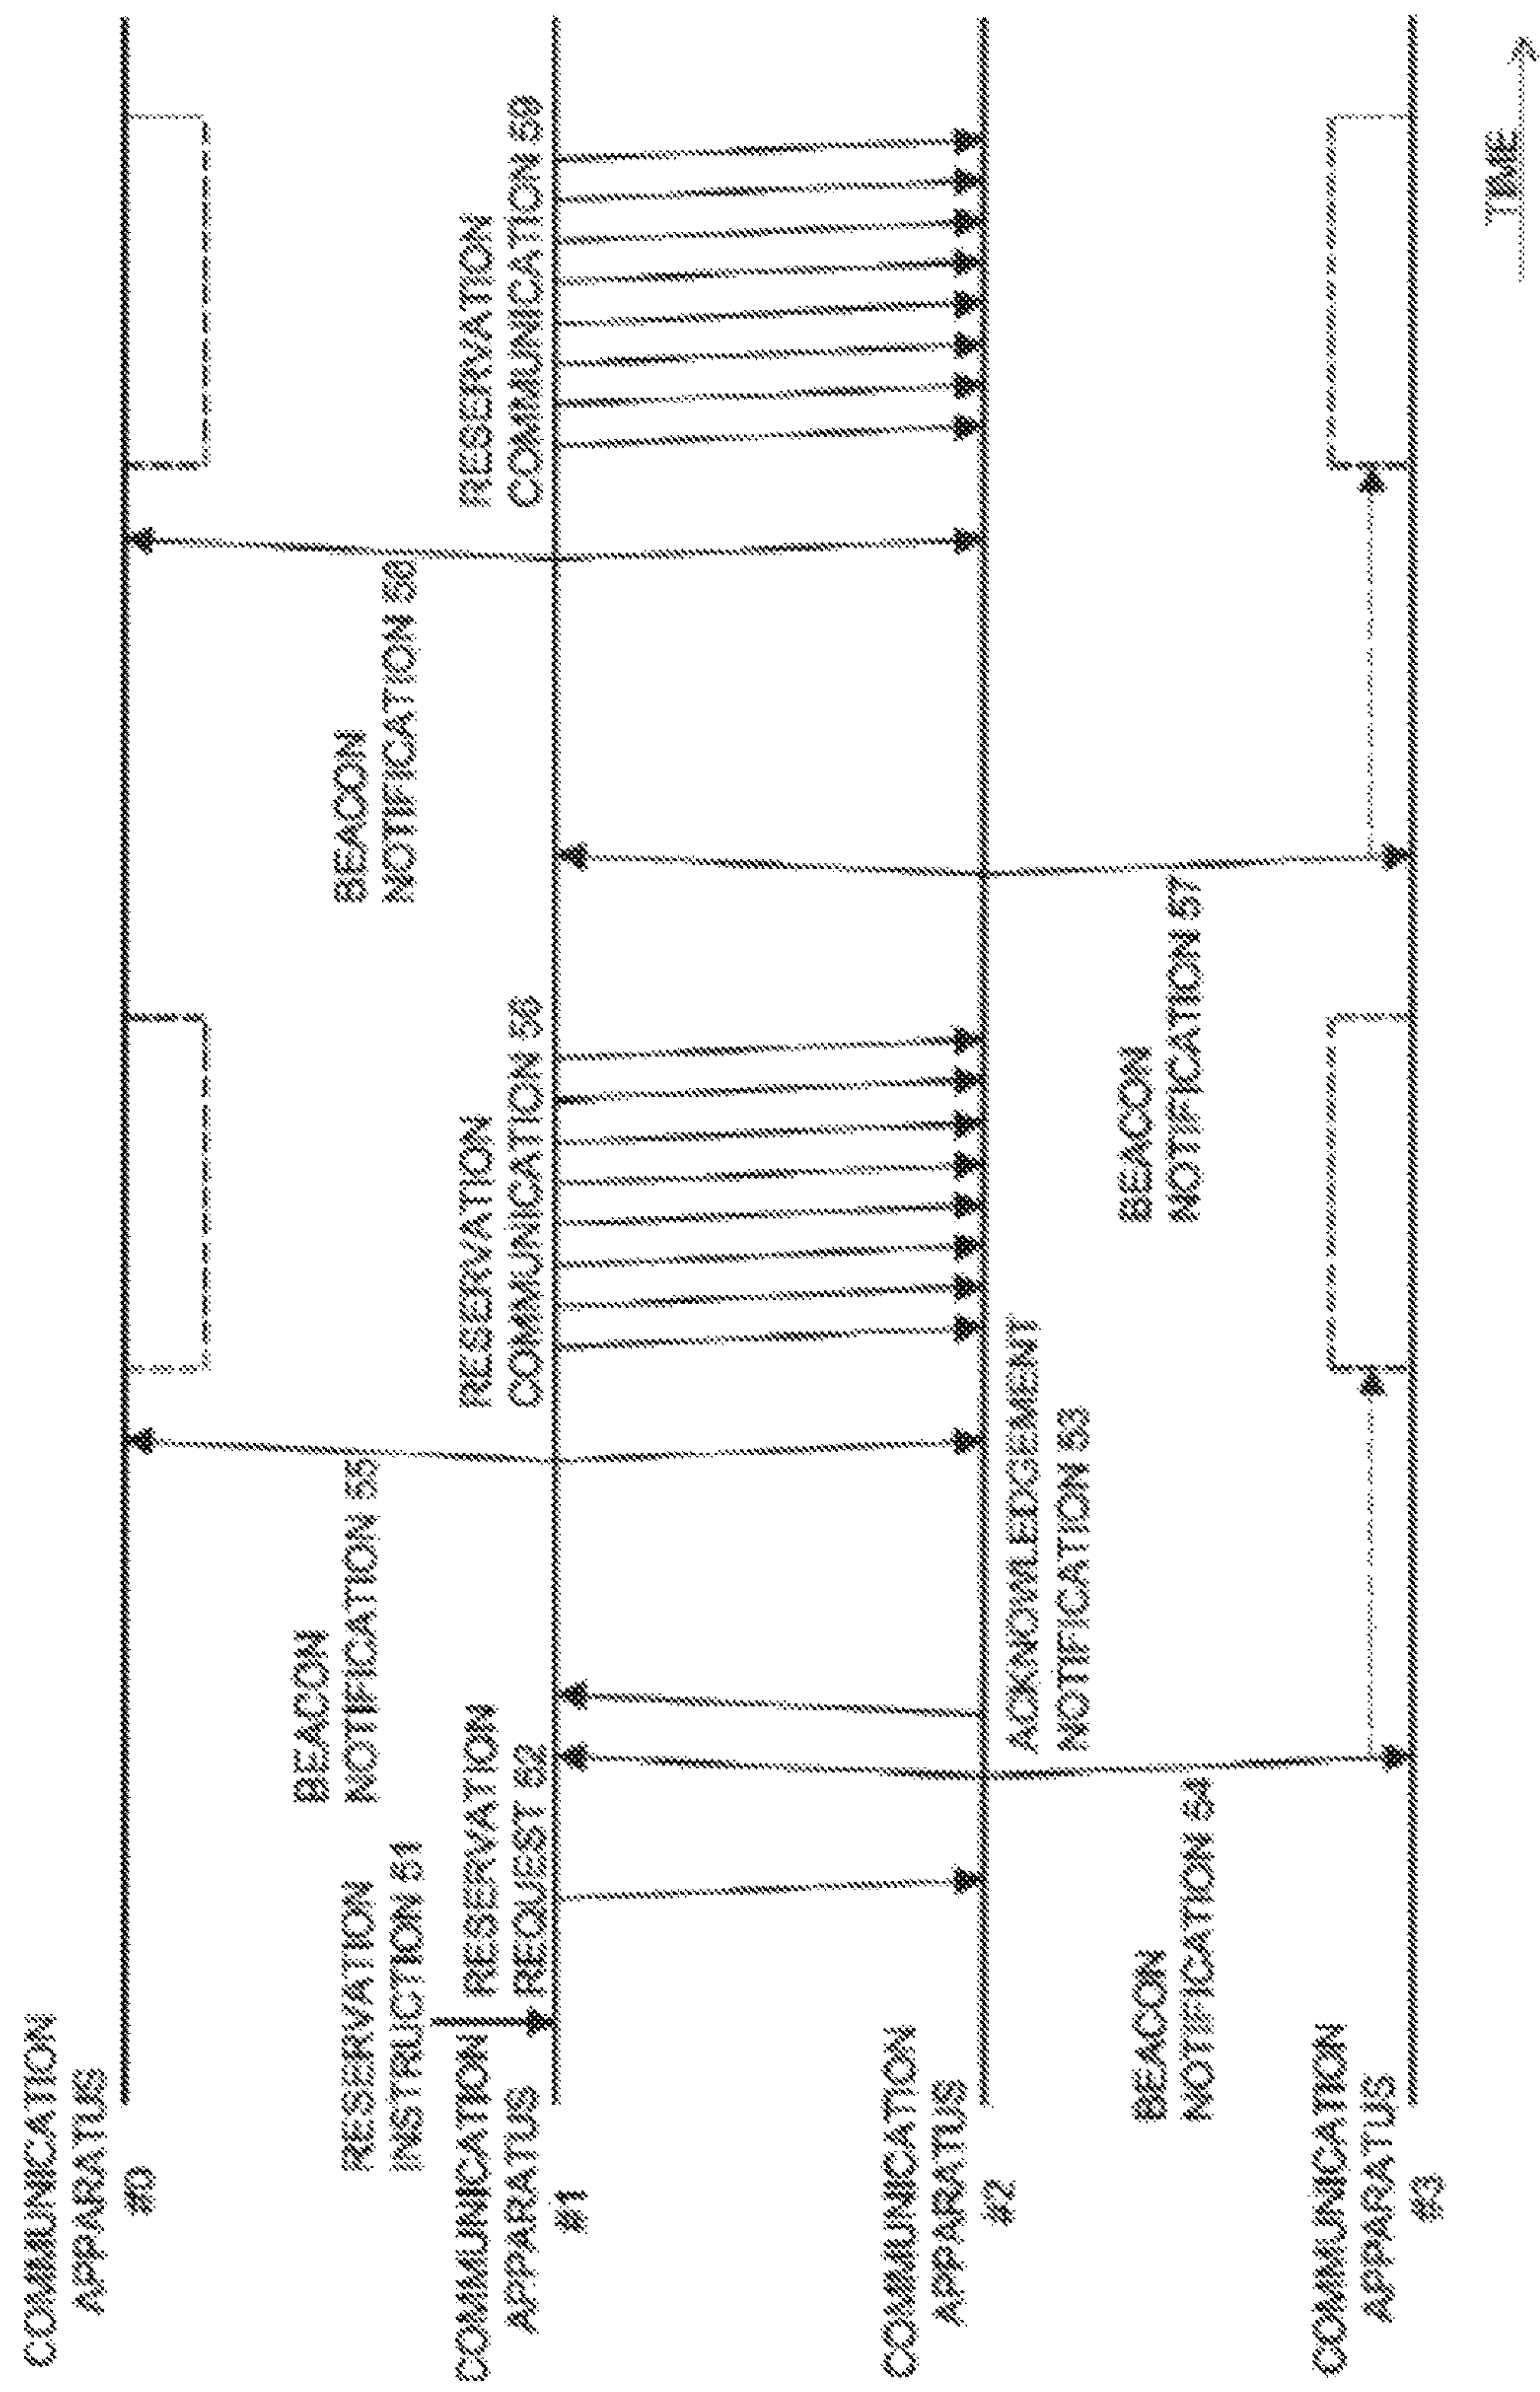 COMMUNICATION
APPARATUS
#0
BEACON
NOTIFICATION 55
BEACON
NOTIFICATION 58
RESERVATION
INSTRUCTION 51
COMMUNICATION
APPARATUS
#1
RESERVATION
REQUEST 52
RESERVATION
COMMUNICATION 56
RESERVATION
COMMUNICATION 59
COMMUNICATION
APPARATUS
#2
ACKNOWLEDGEMENT
NOTIFICATION 53
BEACON
NOTIFICATION 54
BEACON
NOTIFICATION 57
COMMUNICATION
APPARATUS
#3
TIME